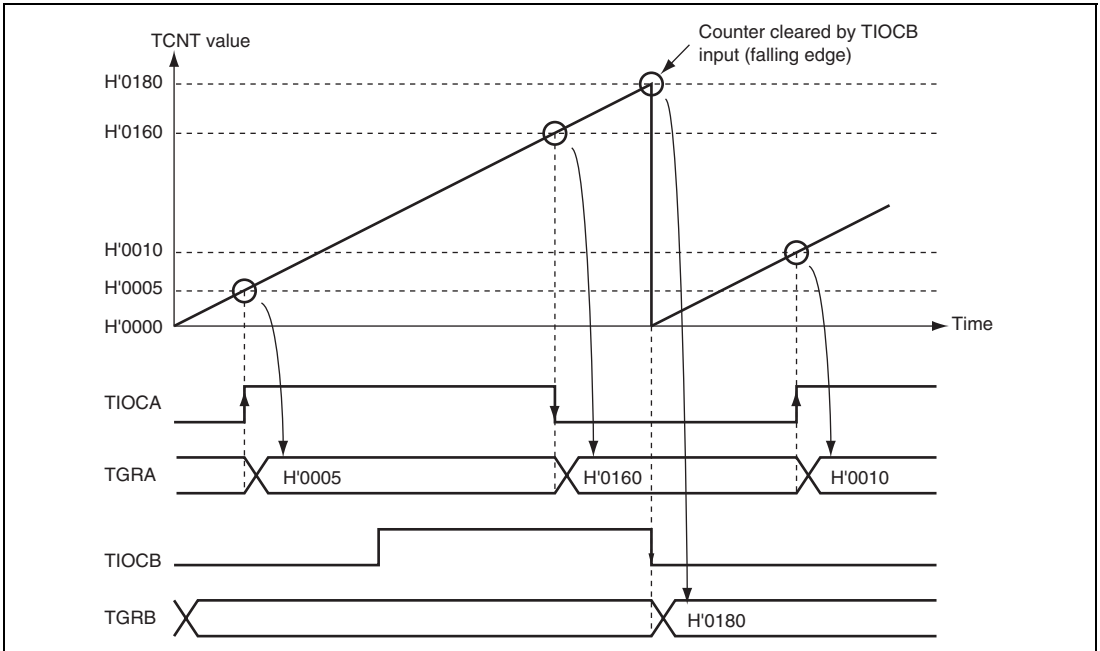 TCNT value
Counter cleared by TIOCB
input (falling edge)
H'0180
H'0160
H'0010
H'0005
H'0000
Time
TIOCA
TGRA
H'0005
H'0160
H'0010
TIOCB
TGRB
H'0180